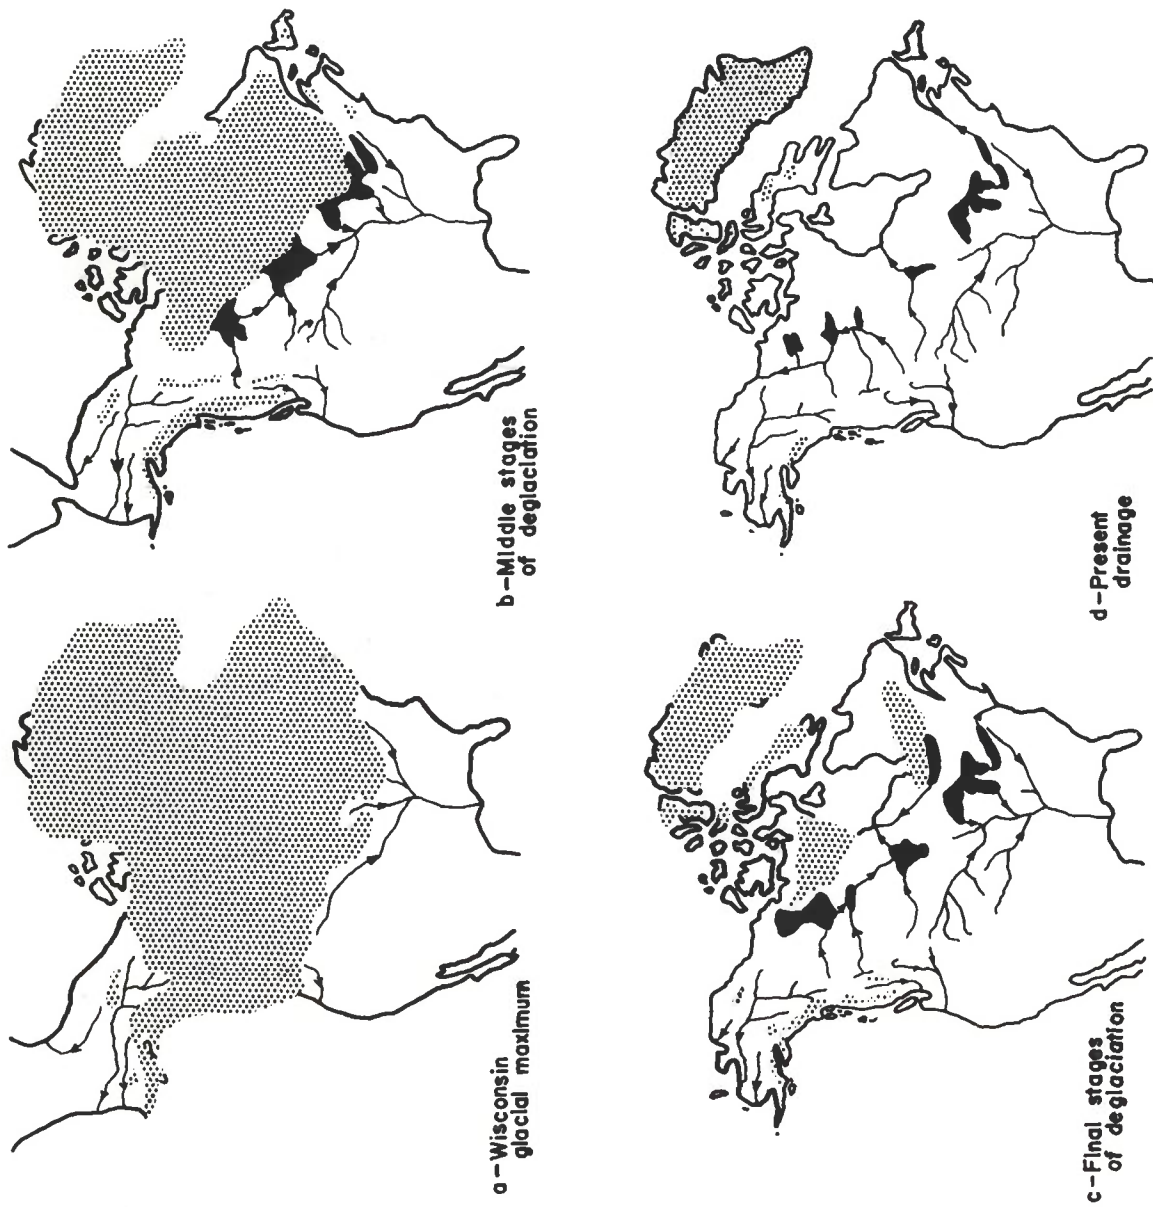 a-Wisconsin
glacial maximum
b-Middle stages
of deglaciation
c-Final stages
of deglaciation
d-Present
drainage